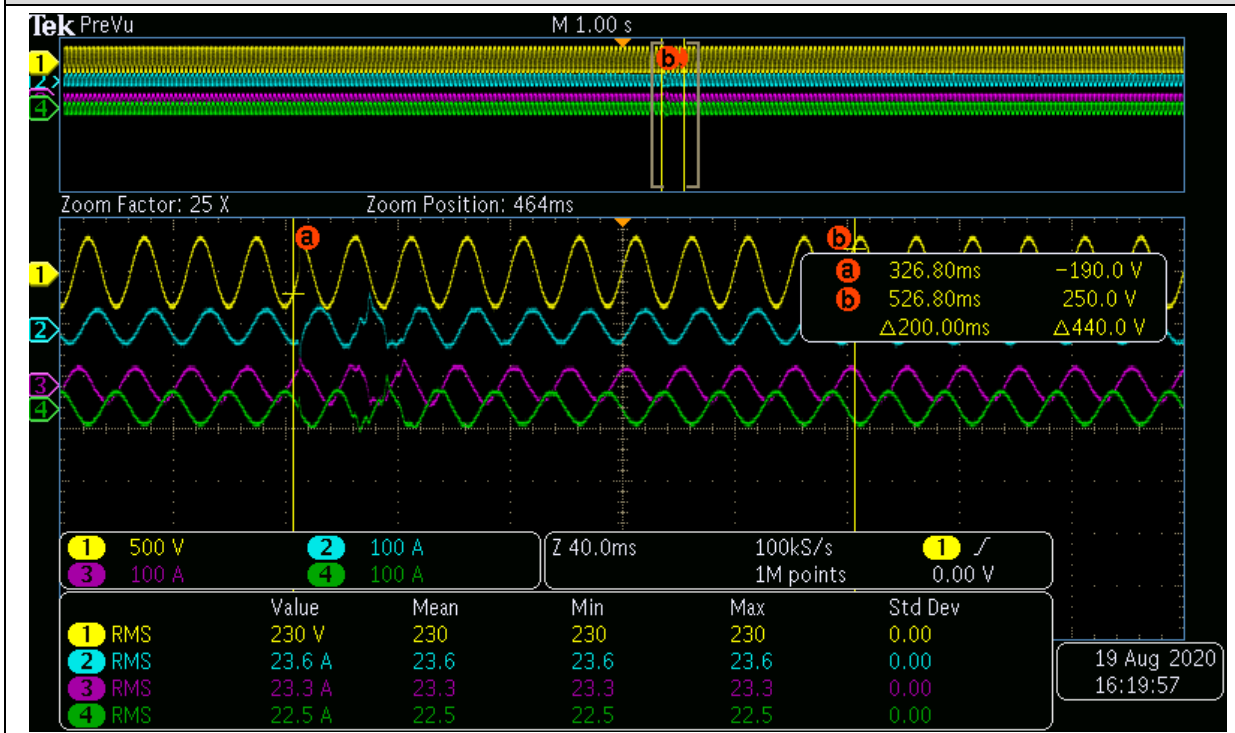 Tek PreVu M 1.00 s
1
b
2
4
Zoom Factor: 25 X Zoom Position: 464ms
a b
1
a 326.80ms −190.0 V
b 526.80ms 250.0 V
2
△200.00ms △440.0 V
3
4
1 500 V 2 100 A Z 40.0ms 100kS/s 1
3 100 A 4 100 A 1M points 0.00 V
Value Mean Min Max Std Dev
1 RMS 230 V 230 230 230 0.00
2 RMS 23.6 A 23.6 23.6 23.6 0.00
3 RMS 23.3 A 23.3 23.3 23.3 0.00
4 RMS 22.5 A 22.5 22.5 22.5 0.00
19 Aug 2020
16:19:57